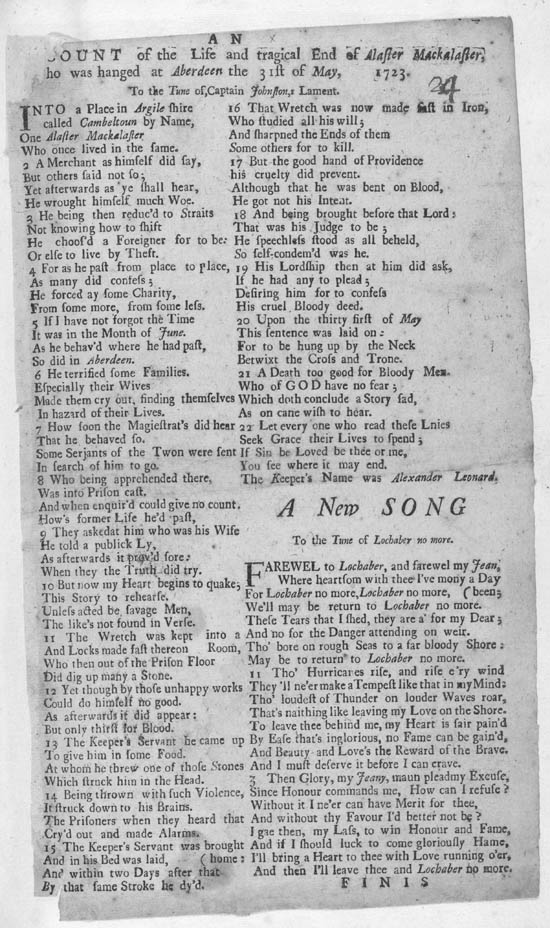 AN
COUNT of the Life and tragical End of Alaster Mackalaster,
ho was hanged at Aberdeen the 31st of May, 1723.
24
To the Tune of, Captain Johnston,s Lament.
INTO a Place in Argile shire
called Cambeltoun by Name,
One Alaster Mackalaster
Who once lived in the same.
2 A Merchant as himself did say,
But others said not so;
Yet afterwards as ye shall hear,
He wrought himself much Woe.
3 He being then reduc'd to Straits
Not knowing how to shift
He choos'd a Foreigner for to be:
Or else to live by Theft.
4 For as he past from place to place,
As many did confess;
He forced ay some Charity,
From some more, from some less.
5 If I have not forgot the Time
It was in the Month of June.
As he behav'd where he had past,
So did in Aberdeen.
6 He terrified some Families.
Especially their Wives
Made them cry out, finding themselves
In hazard of their Lives.
7 How soon the Magiestrat's did hear
That he behaved so.
Some Serjants of the Twon were sent
In search of him to go.
8 Who being apprehended there,
Was into Prison cast.
And when enquir'd could give no count.
How's former Life he'd past,
9 They askedat him who was his Wife
He told a publick Ly,
As afterwards it prov'd sore:
When they the Truth did try.
10 But now my Heart begins to quake;
This Story to rehearse.
Unless acted be, savage Men,
The like's not found in Verse.
11 The Wretch was kept into a
And Locks made fast thereon Room,
Who then out of the Prison Floor
Did dig up many a Stone.
12 Yet though by those unhappy works
Could do himself no good.
As afterwards it did appear:
But only thirst for Blood.
13 The Keeper's Servant he came up
To give him in some Food.
At whom he threw one of those Stones
Which struck him in the Head.
14 Being thrown with such Violence,
It struck down to his Brains.
The Prisoners when they heard that
Cry'd out and made Alarms.
15 The Keeper's Servant was brought
And in his Bed was laid, (home:
And within two Days after that
By that same Stroke he dy'd.
16 That Wretch was now made fast in Iron,
Who studied all his will;
And sharpned the Ends of them
Some others for to kill.
17 But the good hand of Providence
his cruelty did prevent.
Although that he was bent on Blood,
He got not his Intent.
18 And being brought before that Lord:
That was his Judge to be;
He speechless stood as all beheld,
So self-condem'd was he.
19 His Lordship then at him did ask,
If he had any to plead;
Desiring him for to confess
His cruel Bloody deed.
20 Upon the thirty first of May
This sentence was laid on:
For to be hung up by the Neck
Betwixt the Cross and Trone.
21 A Death too good for Bloody Men.
Who of GOD have no fear;
Which doth conclude a Story sad,
As on cane wish to hear.
22 Let every one who read these Lnies
Seek Grace their Lives to spend;
If Sin be Loved be thee or me,
You see where it may end.
The Keeper's Name was Alexander Leonard.
A New SONG
To the Tune of Lochaber no more.
FAREWEL to Lochaber, and farewel my Jean,
Where heartsom with thee I've mony a Day
For Lochaber no more, Lochaber no more, (been;
We'll may be return to Lochaber no more.
These Tears that I shed, they are a' for my Dear;
And no for the Danger attending on weir.
Tho' bore on rough Seas to a far bloody Shore:
May be to return to Lochaber no more.
11 Tho' Hurricanes rise, and rise e'ry wind
They 'll ne'er make a Tempest like that in my Mind:
Tho' loudest of Thunder on louder Waves roar,
That's naithing like leaving my Love on the Shore.
To leave thee behind me, my Heart is sair pain'd
By Ease that's inglorious, no Fame can be gain'd,
And Beauty and Love's the Reward of the Brave.
And I must deserve it before I can crave.
3 Then Glory, my Jeany, maun pleadmy Excuse,
Since Honour commands me, How can I refuse?
Without it I ne'er can have Merit for thee,
And without thy Favour I'd better not be?
I gae then, my Lass, to win Honour and Fame,
And if I should luck to come gloriously Hame,
I'll bring a Heart to thee with Love running o'er,
And then I'll leave thee and Lochaber no more.
FINIS